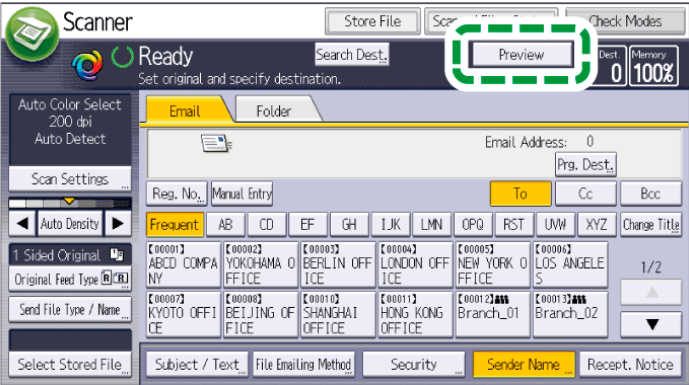 Scanner
Store File
Check Modes
Ready
Search Dest.
Preview
Dest.
0
Memory
100%
Set original and specify destination.
Auto Color Select
200 dpi
Auto Detect
Scan Settings
Auto Density
1 Sided Original
Original Feed Type
Send File Type / Name
Select Stored File
Email
Folder
Email Address: 0
Prg. Dest.
Reg. No.
Manual Entry
To
Cc
Bcc
Frequent
AB
CD
EF
GH
IJK
LMN
OPQ
RST
UVW
XYZ
Change Title
[00001]
ABCD COMPA
NY
[00002]
YOKOHAMA O
FFICE
[00003]
BERLIN OFF
ICE
[00004]
LONDON OFF
ICE
[00005]
NEW YORK O
FFICE
[00006]
LOS ANGELE
S
1/2
[00007]
KYOTO OFFI
CE
[00008]
BEIJING OF
FICE
[00010]
SHANGHAI
OFFICE
[00011]
HONG KONG
OFFICE
[00012]
Branch_01
[00013]
Branch_02
Subject / Text
File Emailing Method
Security
Sender Name
Recept. Notice